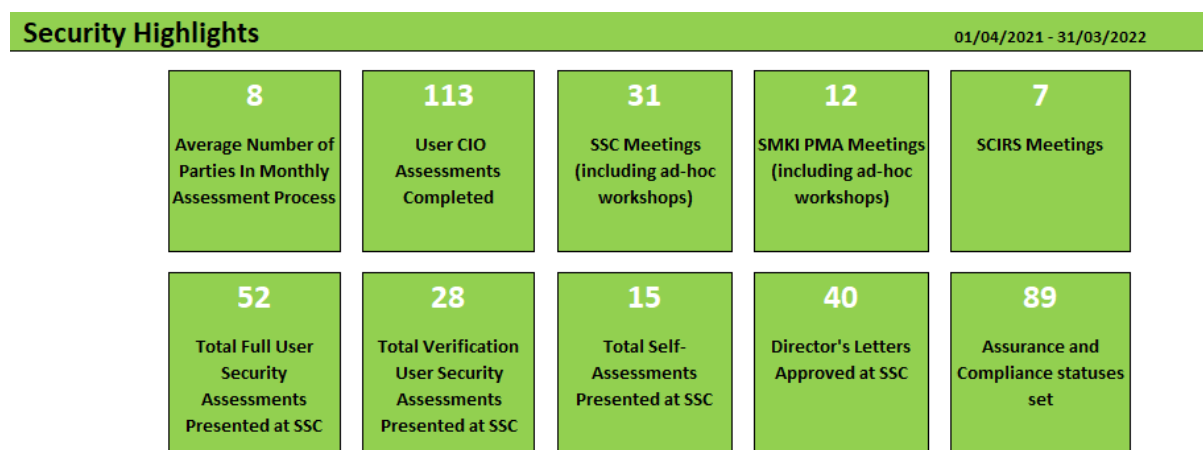 Security Highlights
01/04/2021 - 31/03/2022
8
Average Number of
Parties In Monthly
Assessment Process
113
User CIO
Assessments
Completed
31
SSC Meetings
(including ad-hoc
workshops)
12
SMKI PMA Meetings
(including ad-hoc
workshops)
7
SCIRS Meetings
52
Total Full User
Security
Assessments
Presented at SSC
28
Total Verification
User Security
Assessments
Presented at SSC
15
Total Self-
Assessments
Presented at SSC
40
Director's Letters
Approved at SSC
89
Assurance and
Compliance statuses
set